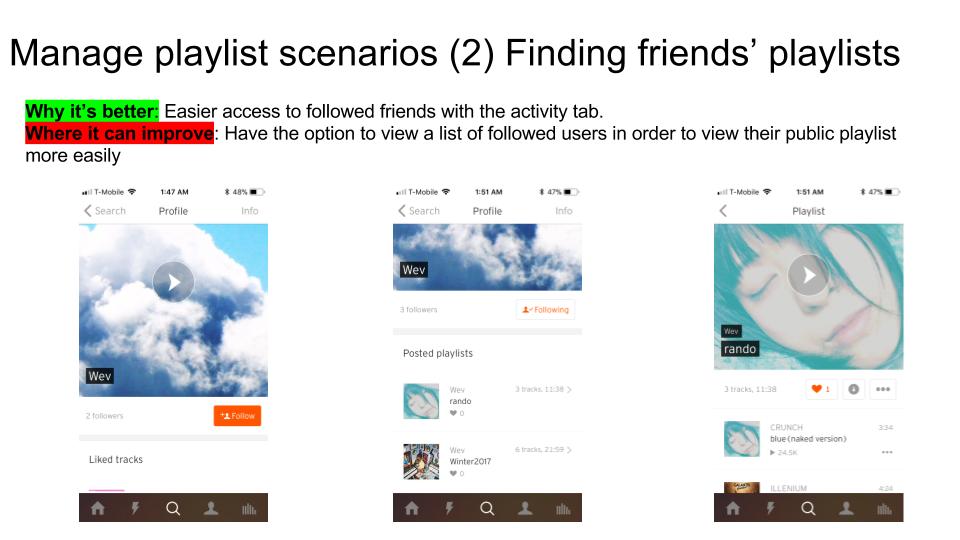 Manage playlist scenarios (2) Finding friends’ playlists
Why it’s better: Easier access to followed friends with the activity tab.
Where it can improve: Have the option to view a list of followed users in order to view their public playlist
more easily
T-Mobile 1:47 AM 48%
Search Profile Info
Wev
2 followers Follow
Liked tracks
T-Mobile 1:51 AM 47%
Search Profile Info
Wev
3 followers Following
Posted playlists
Wev 3 tracks, 11:38
rando
0
Wev 6 tracks, 21:59
Winter2017
0
T-Mobile 1:51 AM 47%
Playlist
Wev
rando
3 tracks, 11:38 1
CRUNCH 3:34
blue (naked version)
24.5K
ILLENIUM 4:24